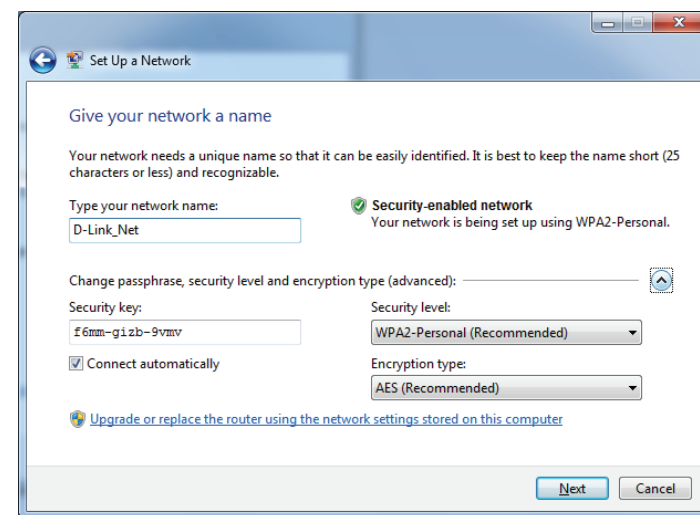 Set Up a Network
Give your network a name
Your network needs a unique name so that it can be easily identified. It is best to keep the name short (25
characters or less) and recognizable.
Type your network name:
D-Link_Net
Security-enabled network
Your network is being set up using WPA2-Personal.
Change passphrase, security level and encryption type (advanced):
Security key:
f6mm-gizb-9vmv
Security level:
WPA2-Personal (Recommended)
Connect automatically
Encryption type:
AES (Recommended)
Upgrade or replace the router using the network settings stored on this computer
Next
Cancel